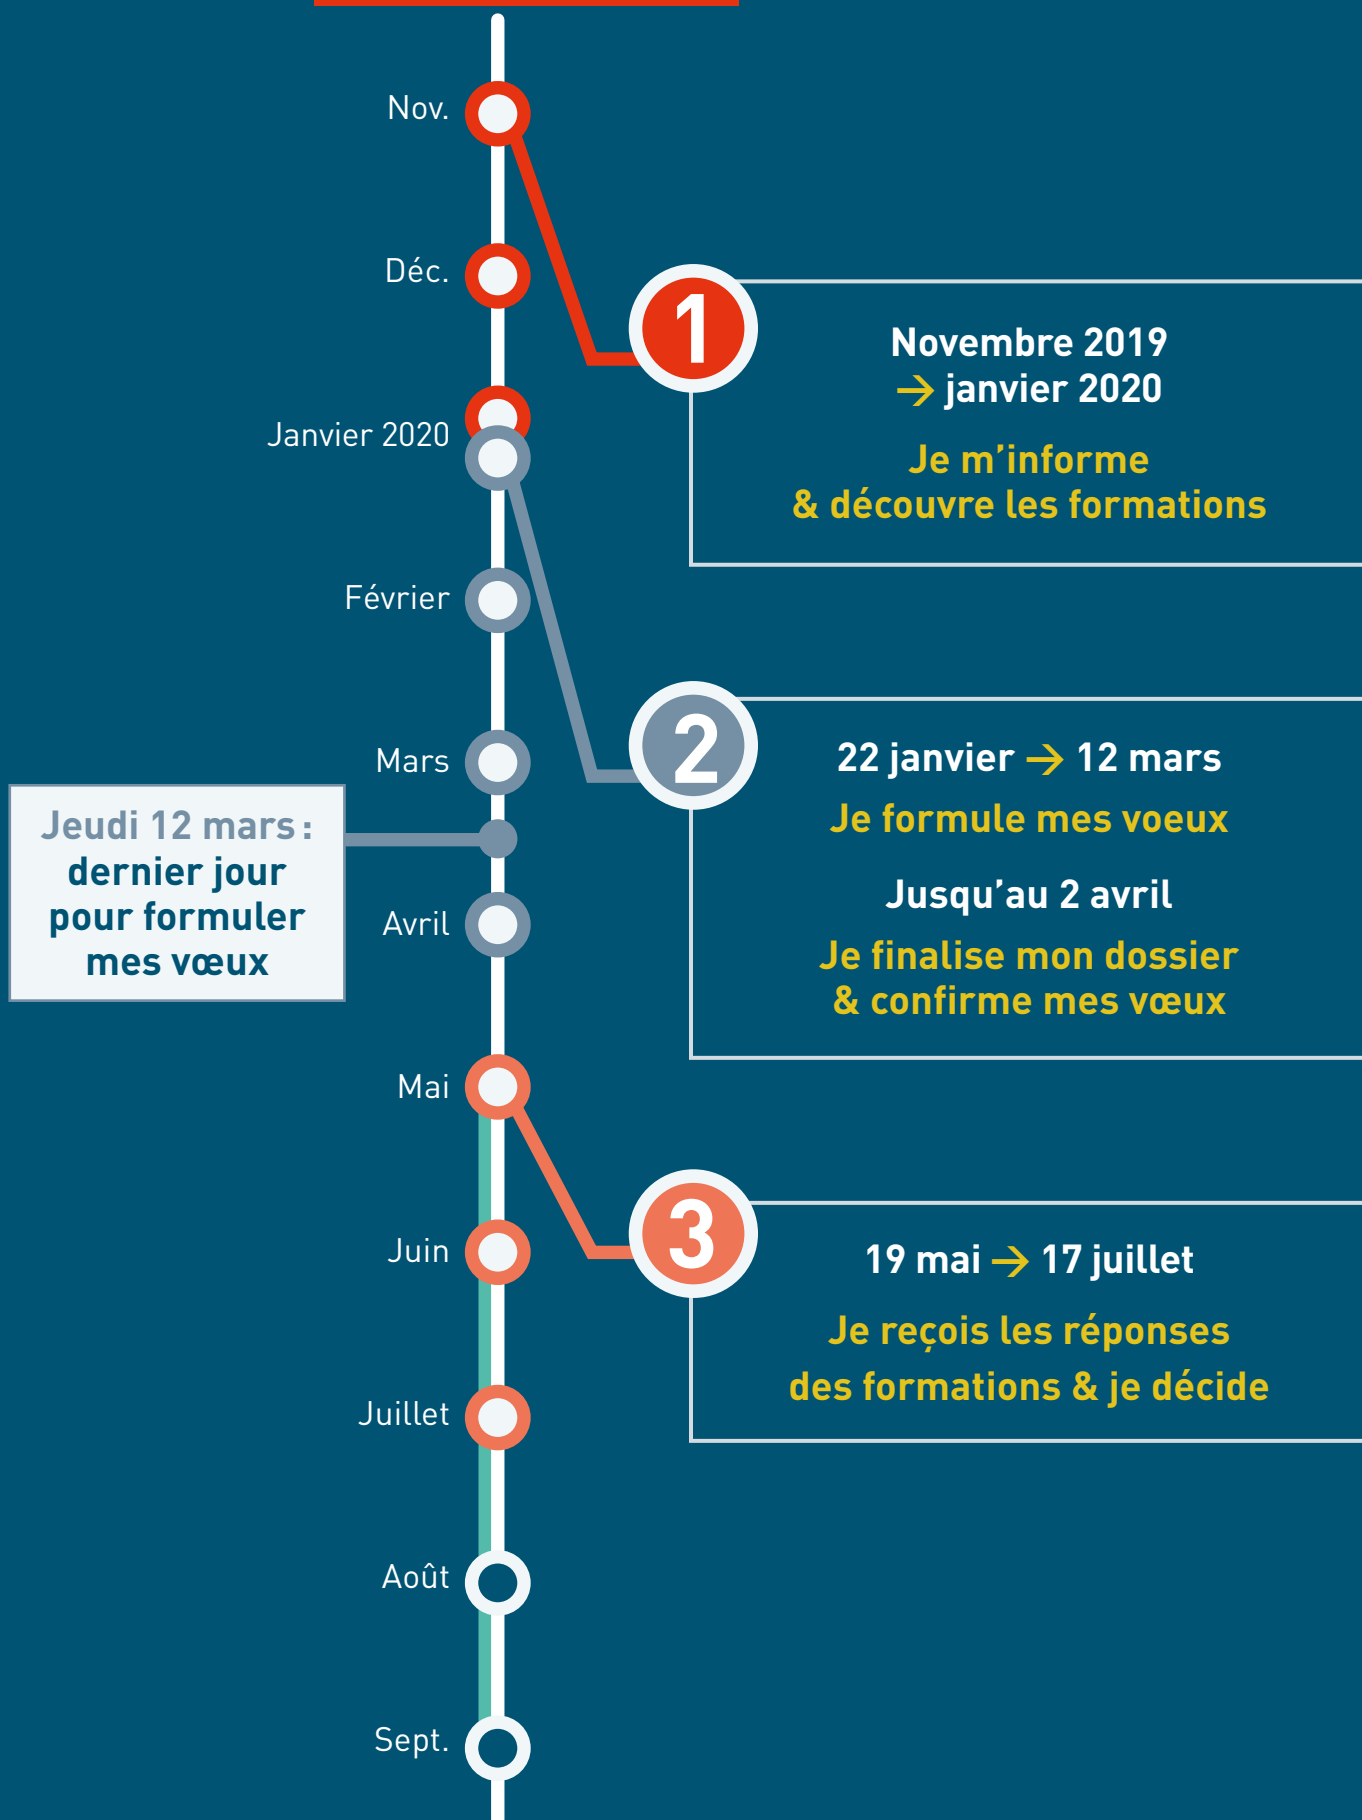 Nov.
Déc.
Janvier 2020
Février
Mars
Jeudi 12 mars :
dernier jour
pour formuler
mes vœux
Avril
Mai
Juin
Juillet
Août
Sept.
1
Novembre 2019
→ janvier 2020
Je m’informe
& découvre les formations
2
22 janvier → 12 mars
Je formule mes voeux
Jusqu’au 2 avril
Je finalise mon dossier
& confirme mes vœux
3
19 mai → 17 juillet
Je reçois les réponses
des formations & je décide